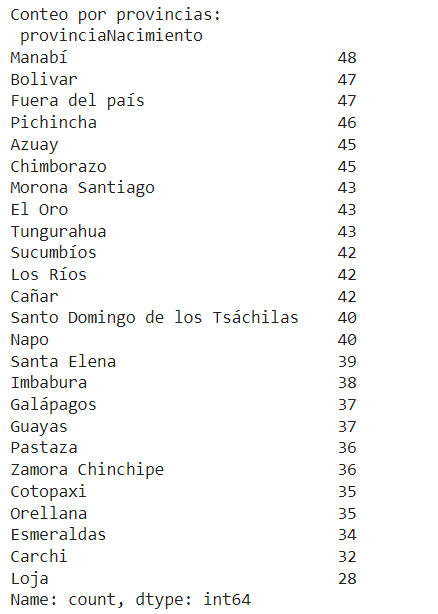 Conteo por provincias:
provinciaNacimiento
Manabí 48
Bolivar 47
Fuera del país 47
Pichincha 46
Azuay 45
Chimborazo 45
Morona Santiago 43
El Oro 43
Tungurahua 43
Sucumbíos 42
Los Ríos 42
Cañar 42
Santo Domingo de los Tsáchilas 40
Napo 40
Santa Elena 39
Imbabura 38
Galápagos 37
Guayas 37
Pastaza 36
Zamora Chinchipe 36
Cotopaxi 35
Orellana 35
Esmeraldas 34
Carchi 32
Loja 28
Name: count, dtype: int64